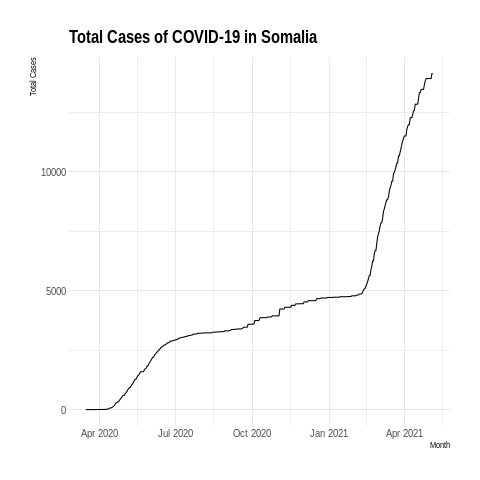 Total Cases of COVID-19 in Somalia
Total Cases
10000
5000
0
Apr 2020
Jul 2020
Oct 2020
Jan 2021
Apr 2021
Month